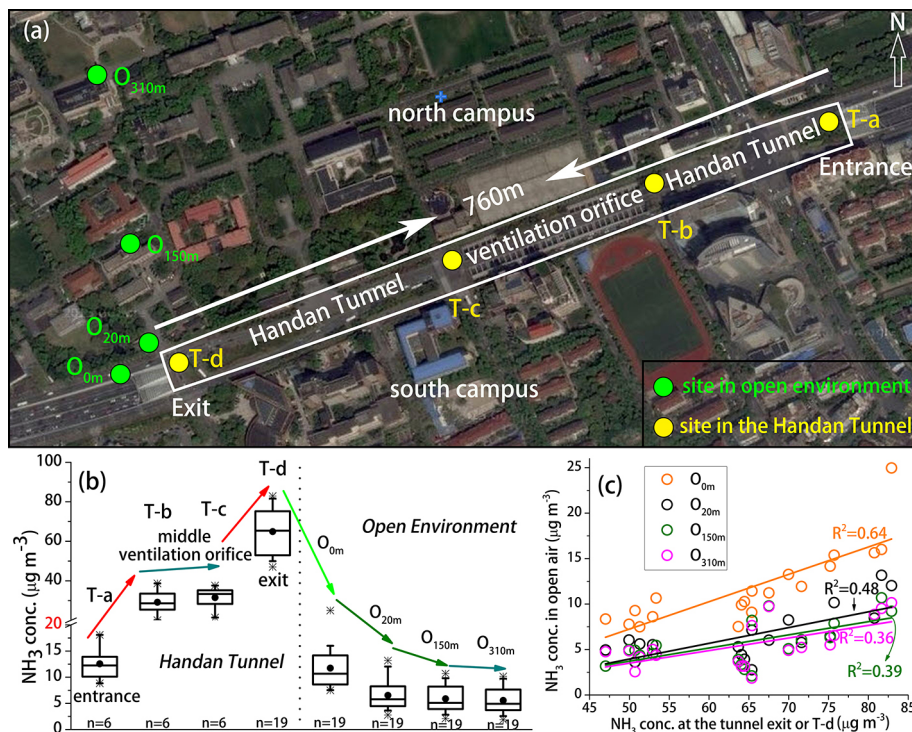 (a)
N
O310m
north campus
T-a
Handan Tunnel
Entrance
760m
ventilation orifice
T-b
O150m
Handan Tunnel
T-c
O20m
O0m
T-d
Exit
south campus
site in open environment
site in the Handan Tunnel
(b)
NH3 conc. (μg m-3)
100
80
60
40
20
15
10
5
0
T-a
entrance
T-b
T-c
middle
ventilation orifice
T-d
exit
Handan Tunnel
Open Environment
O0m
O20m
O150m
O310m
n=6
n=6
n=6
n=19
n=19
n=19
n=19
n=19
(c)
NH3 conc. in open air (μg m-3)
25
20
15
10
5
0
O0m
O20m
O150m
O310m
R2=0.64
R2=0.48
R2=0.36
R2=0.39
45 50 55 60 65 70 75 80 85
NH3 conc. at the tunnel exit or T-d (μg m-3)